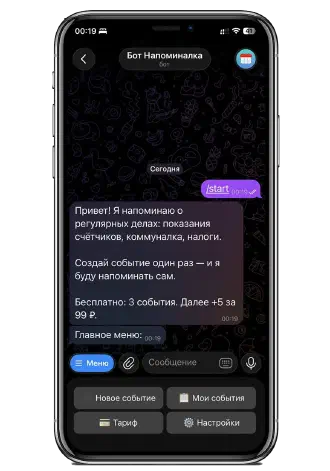 00:19
Бот Напоминалка
бот
Сегодня
/start 00:19
Привет! Я напоминаю о
регулярных делах: показания
счётчиков, коммуналка, налоги.
Создай событие один раз — и я
буду напоминать сам.
Бесплатно: 3 события. Далее +5 за
99 ₽.
00:19
Главное меню: 00:19
Меню
Сообщение
Новое событие
Мои события
Тариф
Настройки